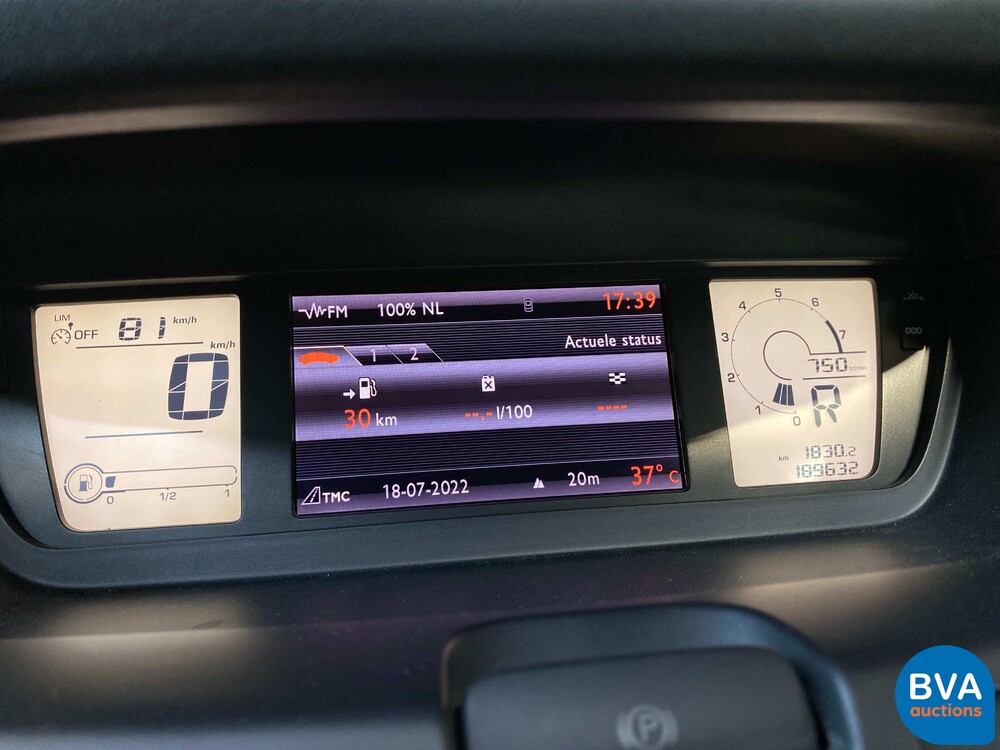 LIM
OFF 81 km/h
km/h
0
0 1/2 1
FM 100% NL 17:39
Actuele status
1 2
30 km --.-l/100 ----
TMC 18-07-2022 20m 37° C
0 1 2 3 4 5 6 7
750 tr/min
R
km 1830.2
189632
P
BVA
auctions